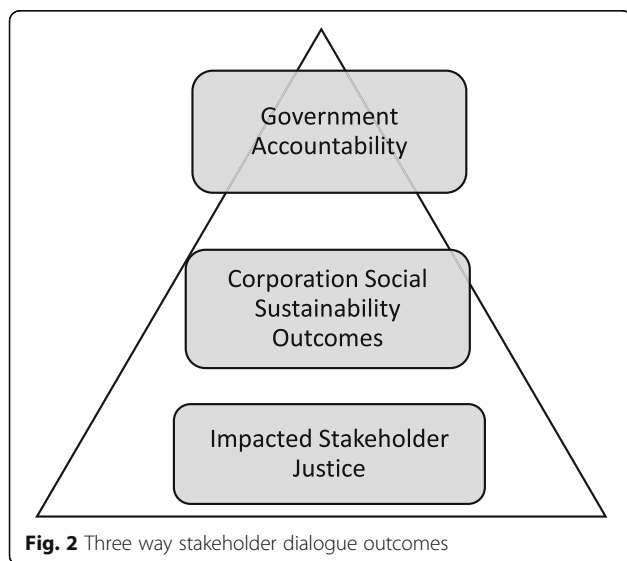 Government
Accountability
Corporation Social
Sustainability
Outcomes
Impacted Stakeholder
Justice
Fig. 2 Three way stakeholder dialogue outcomes